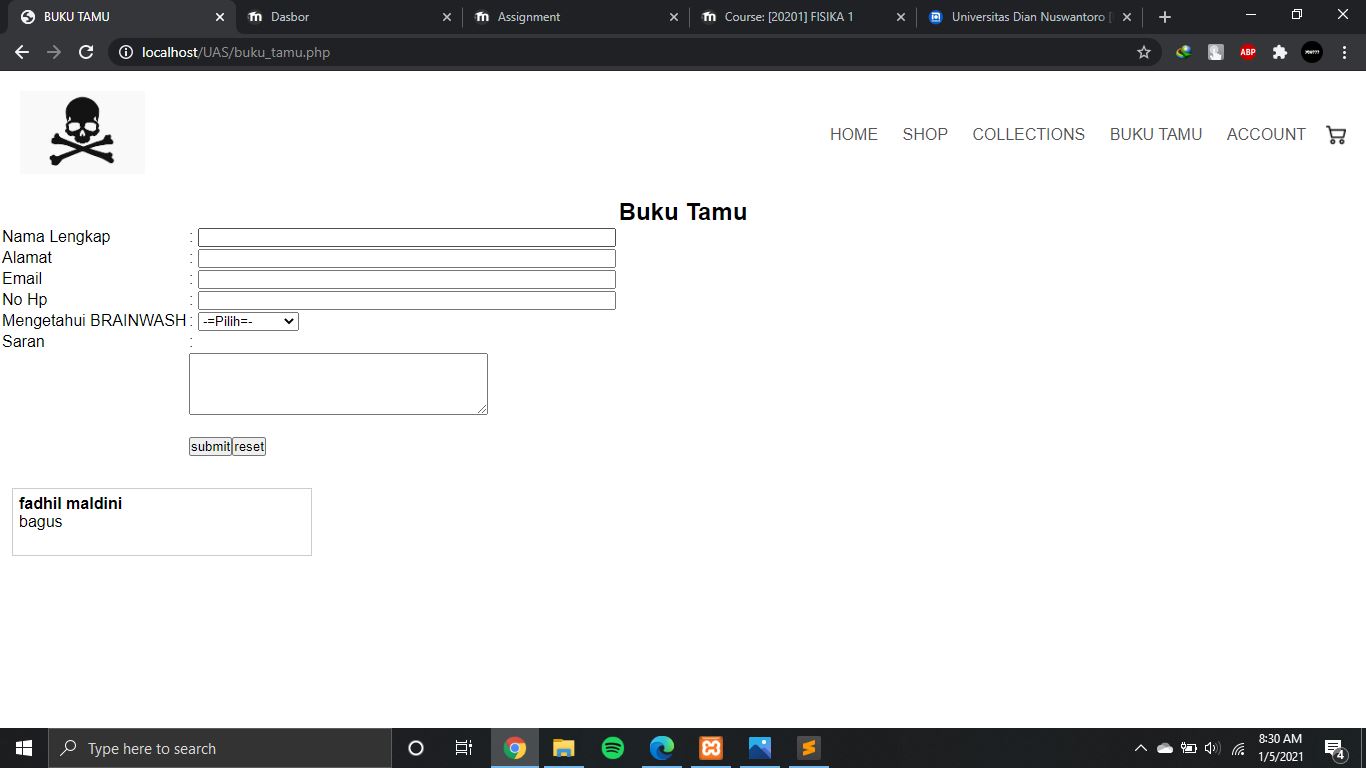 BUKU TAMU
Dasbor
Assignment
Course: [20201] FISIKA 1
Universitas Dian Nuswantoro
localhost/UAS/buku_tamu.php
ABP
HOME SHOP COLLECTIONS BUKU TAMU ACCOUNT
Buku Tamu
Nama Lengkap :
Alamat :
Email :
No Hp :
Mengetahui BRAINWASH : -=Pilih=-
Saran :
submit reset
fadhil maldini
bagus
Type here to search
8:30 AM
1/5/2021
4